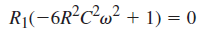 R₁(−6R²C²ω² + 1) = 0